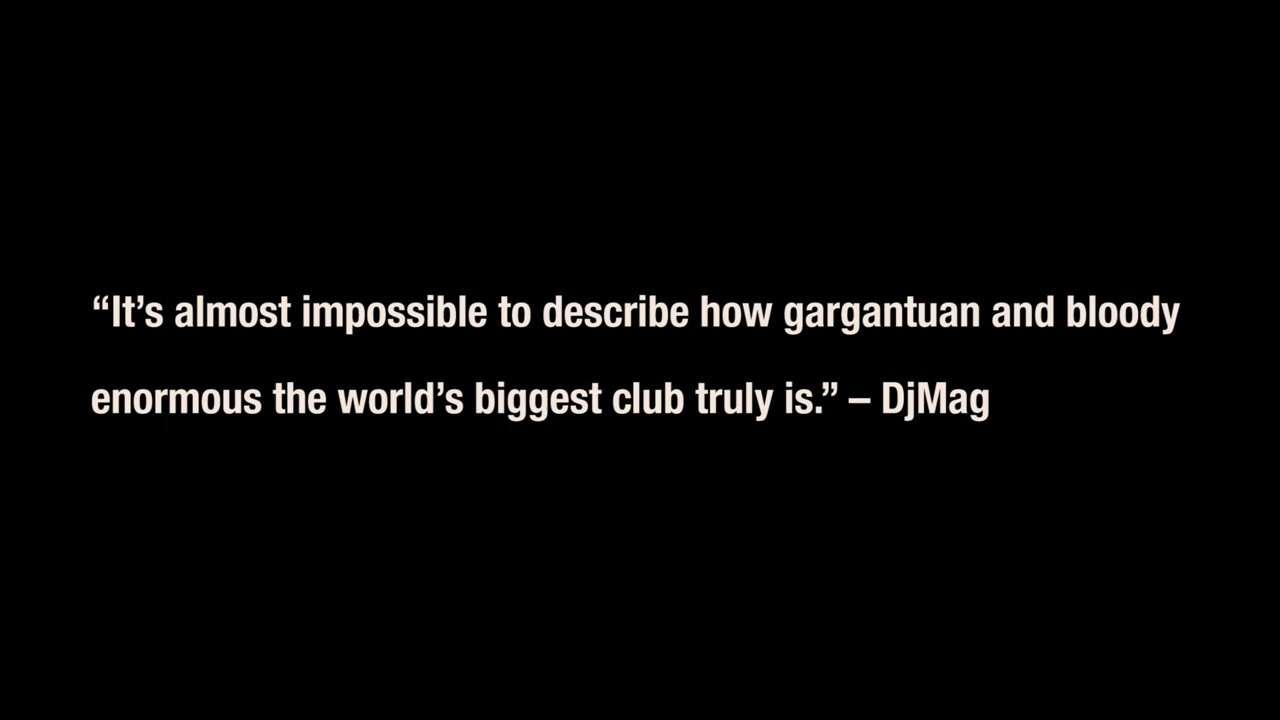 “It’s almost impossible to describe how gargantuan and bloody
enormous the world’s biggest club truly is.” – DjMag